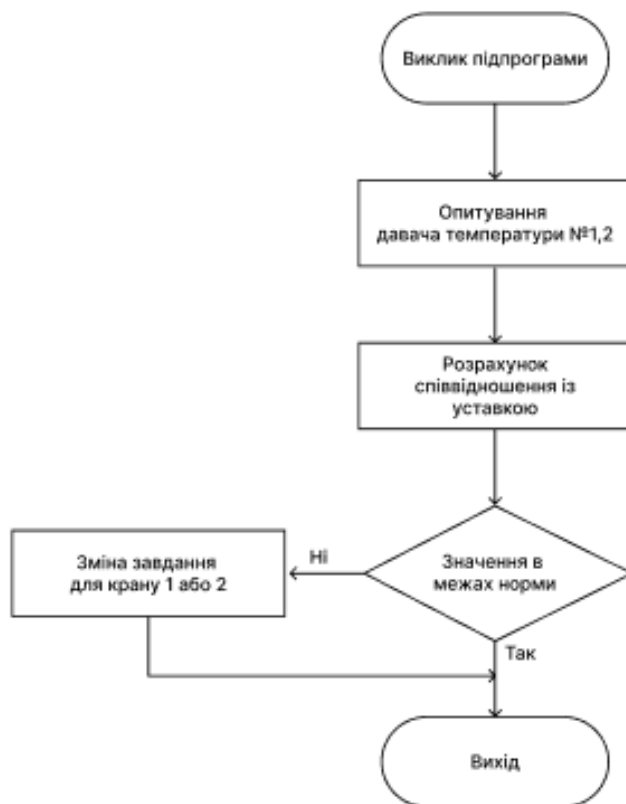 Виклик підпрограми
Опитування
давача температури №1,2
Розрахунок
співвідношення із
уставкою
Значення в
межах норми
Ні
Зміна завдання
для крану 1 або 2
Так
Вихід